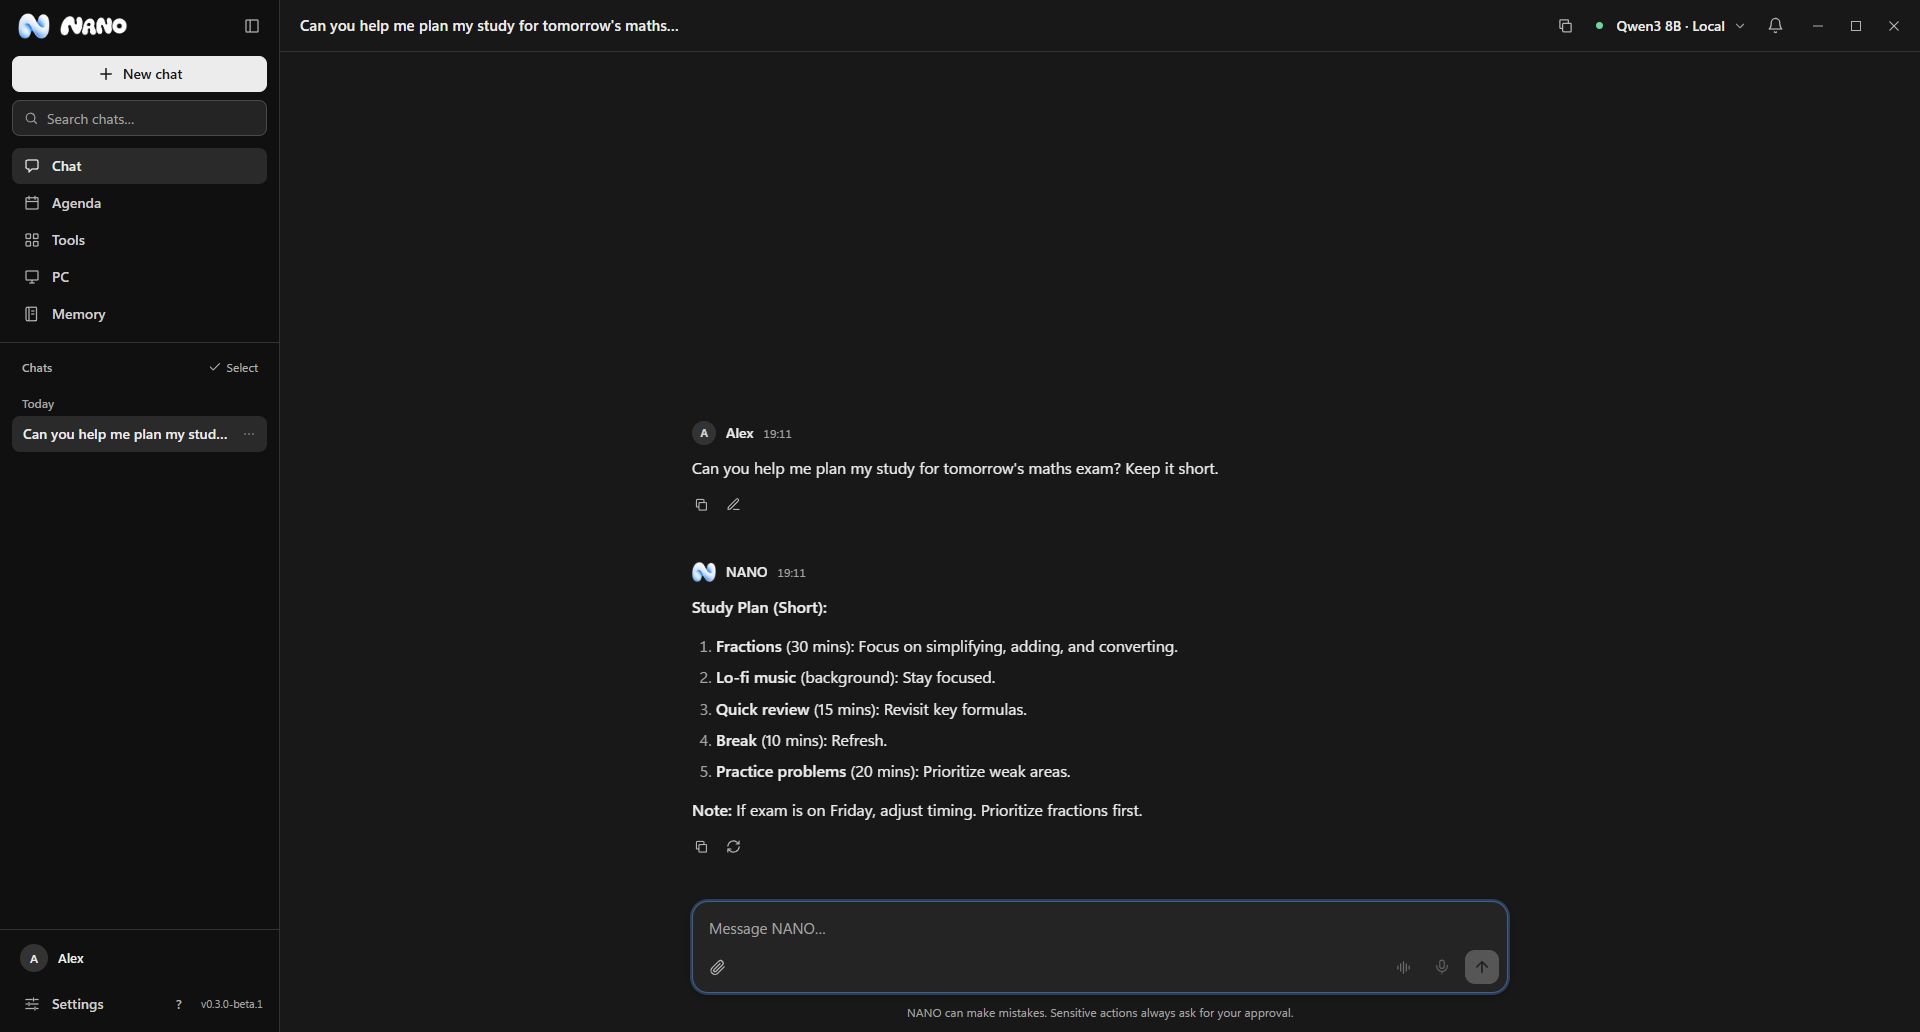 NANO
New chat
Search chats...
Chat
Agenda
Tools
PC
Memory
Chats
Select
Today
Can you help me plan my stud...
A Alex
Settings ? v0.3.0-beta.1
Can you help me plan my study for tomorrow's maths...
Qwen3 8B · Local
A Alex 19:11
Can you help me plan my study for tomorrow's maths exam? Keep it short.
NANO 19:11
Study Plan (Short):
1. Fractions (30 mins): Focus on simplifying, adding, and converting.
2. Lo-fi music (background): Stay focused.
3. Quick review (15 mins): Revisit key formulas.
4. Break (10 mins): Refresh.
5. Practice problems (20 mins): Prioritize weak areas.
Note: If exam is on Friday, adjust timing. Prioritize fractions first.
Message NANO...
NANO can make mistakes. Sensitive actions always ask for your approval.